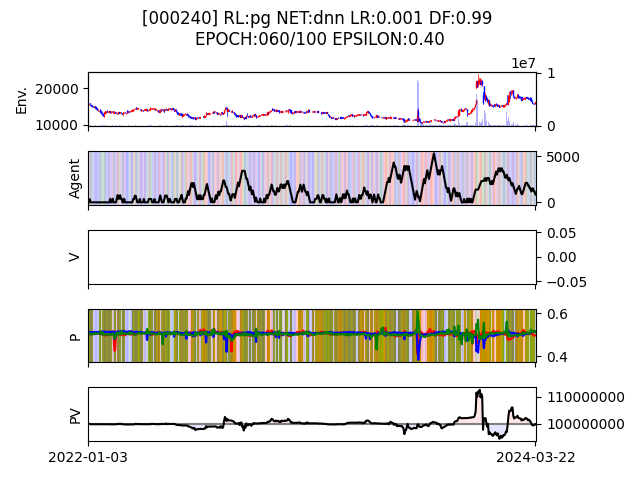 [000240] RL:pg NET:dnn LR:0.001 DF:0.99
EPOCH:060/100 EPSILON:0.40
1e7
Env.
20000
10000
1
0
Agent
5000
0
V
0.05
0.00
−0.05
P
0.6
0.4
PV
110000000
100000000
2022-01-03
2024-03-22